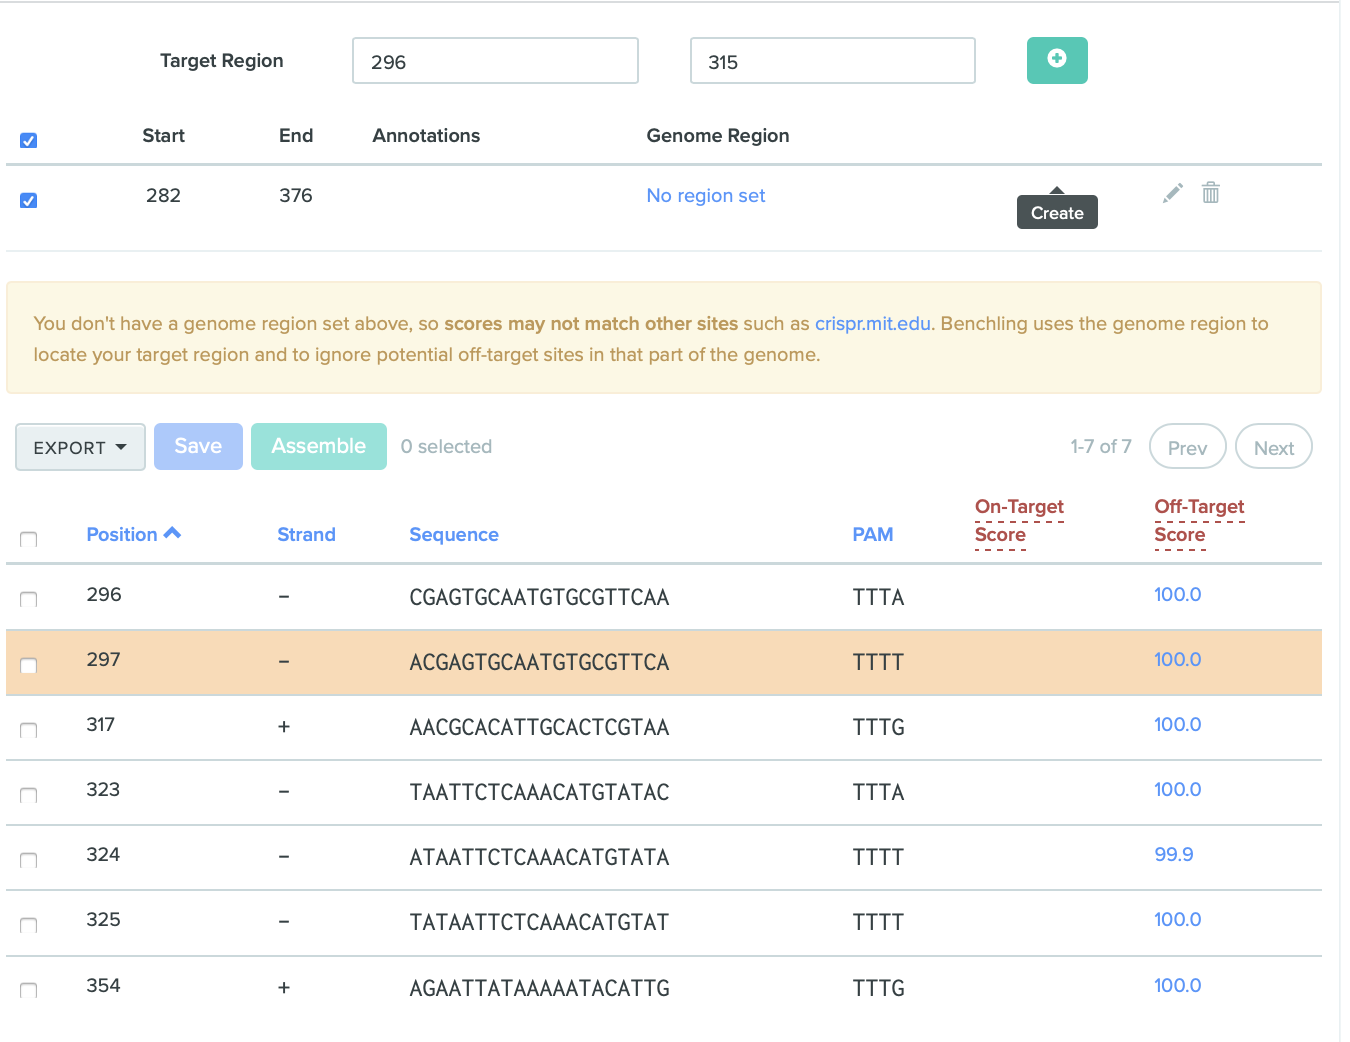 Target Region 296 315
Start End Annotations Genome Region
282 376 No region set
Create
You don't have a genome region set above, so scores may not match other sites such as crispr.mit.edu. Benchling uses the genome region to
locate your target region and to ignore potential off-target sites in that part of the genome.
EXPORT Save Assemble 0 selected 1-7 of 7 Prev Next
Position Strand Sequence PAM On-Target Score Off-Target Score
296 – CGAGTGCAATGTGCGTTCAA TTTA 100.0
297 – ACGAGTGCAATGTGCGTTCA TTTT 100.0
317 + AACGCACATTGCACTCGTAA TTTG 100.0
323 – TAATTCTCAAACATGTATAC TTTA 100.0
324 – ATAATTCTCAAACATGTATA TTTT 99.9
325 – TATAATTCTCAAACATGTAT TTTT 100.0
354 + AGAATTATAAAAATACATTG TTTG 100.0